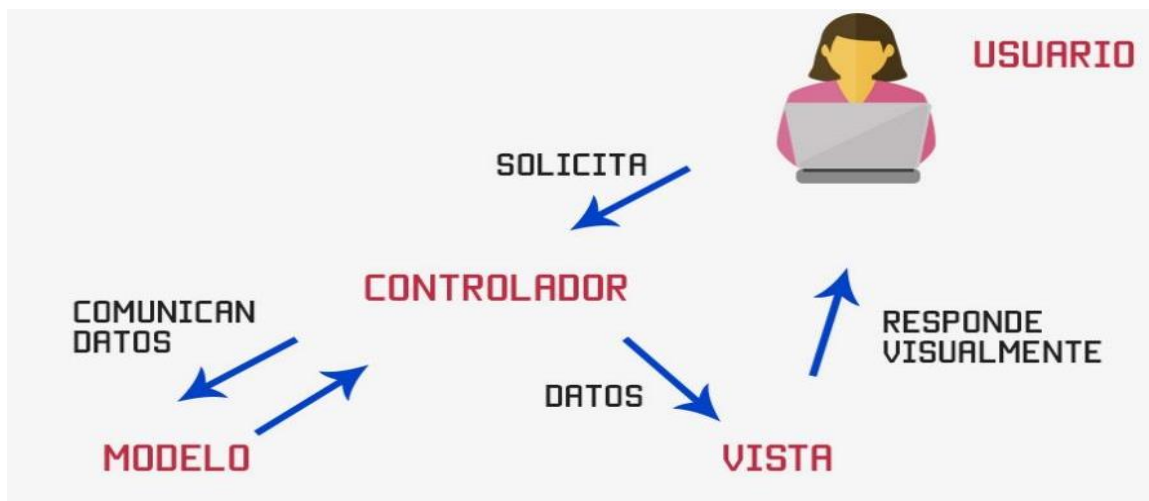 USUARIO
SOLICITA
CONTROLADOR
COMUNICAN
DATOS
RESPONDE
VISUALMENTE
DATOS
MODELO
VISTA